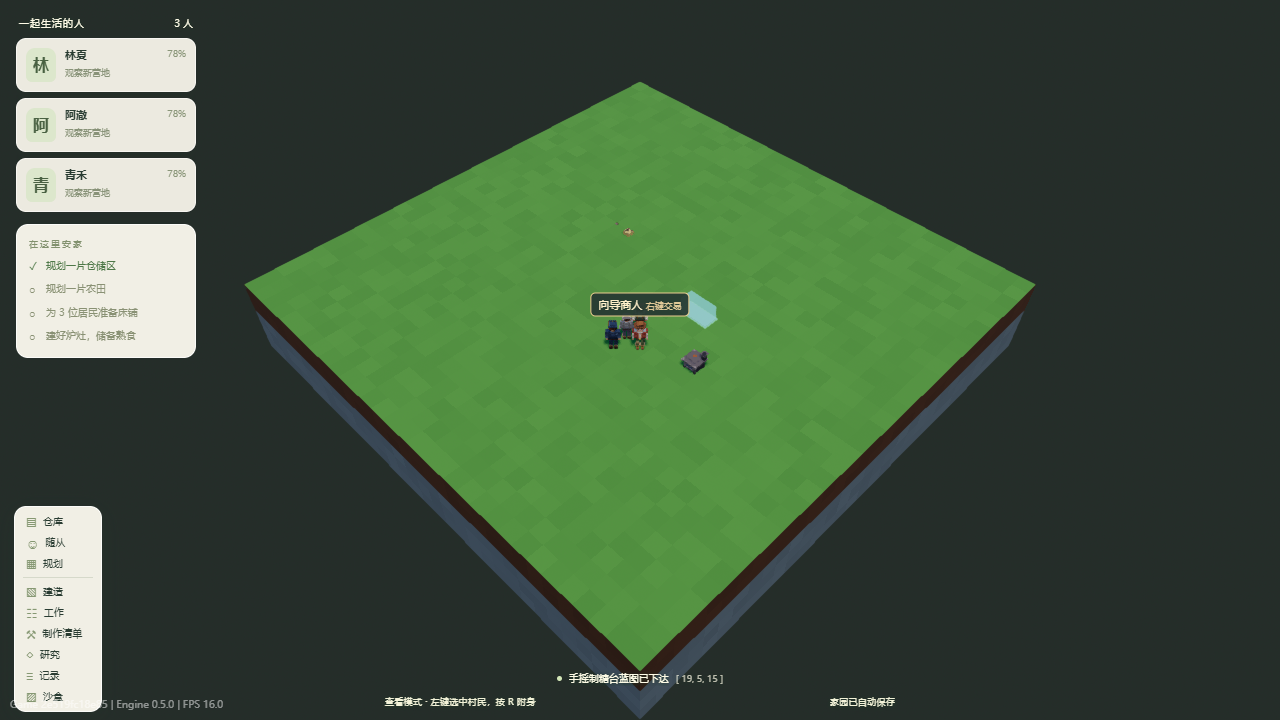 一起生活的人 3 人
林 林夏 78%
观察新营地
阿 阿澈 78%
观察新营地
青 青禾 78%
观察新营地
在这里安家
✓ 规划一片仓储区
○ 规划一片农田
○ 为 3 位居民准备床铺
○ 建好炉灶，储备熟食
向导商人 右键交易
仓库
随从
规划
建造
工作
制作清单
研究
记录
沙盒
5 | Engine 0.5.0 | FPS 16.0
手摇制糖台蓝图已下达 [ 19, 5, 15 ]
查看模式 · 左键选中村民，按 R 附身
家园已自动保存